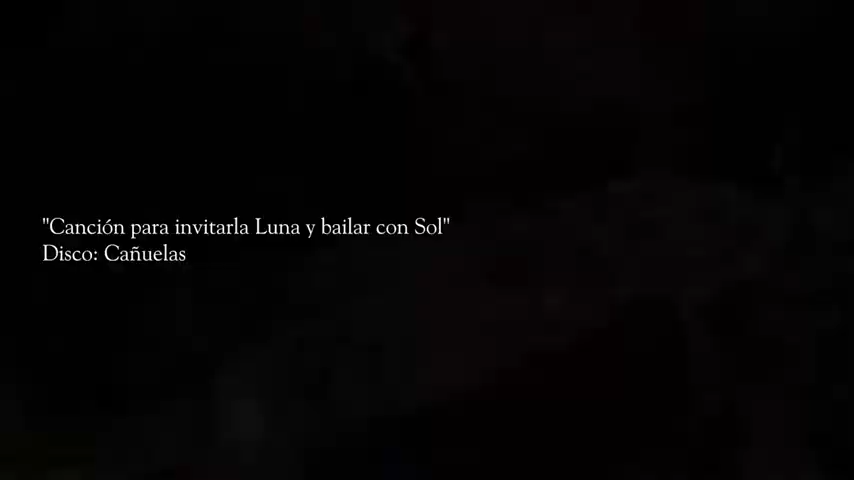 "Canción para invitarla Luna y bailar con Sol"
Disco: Cañuelas